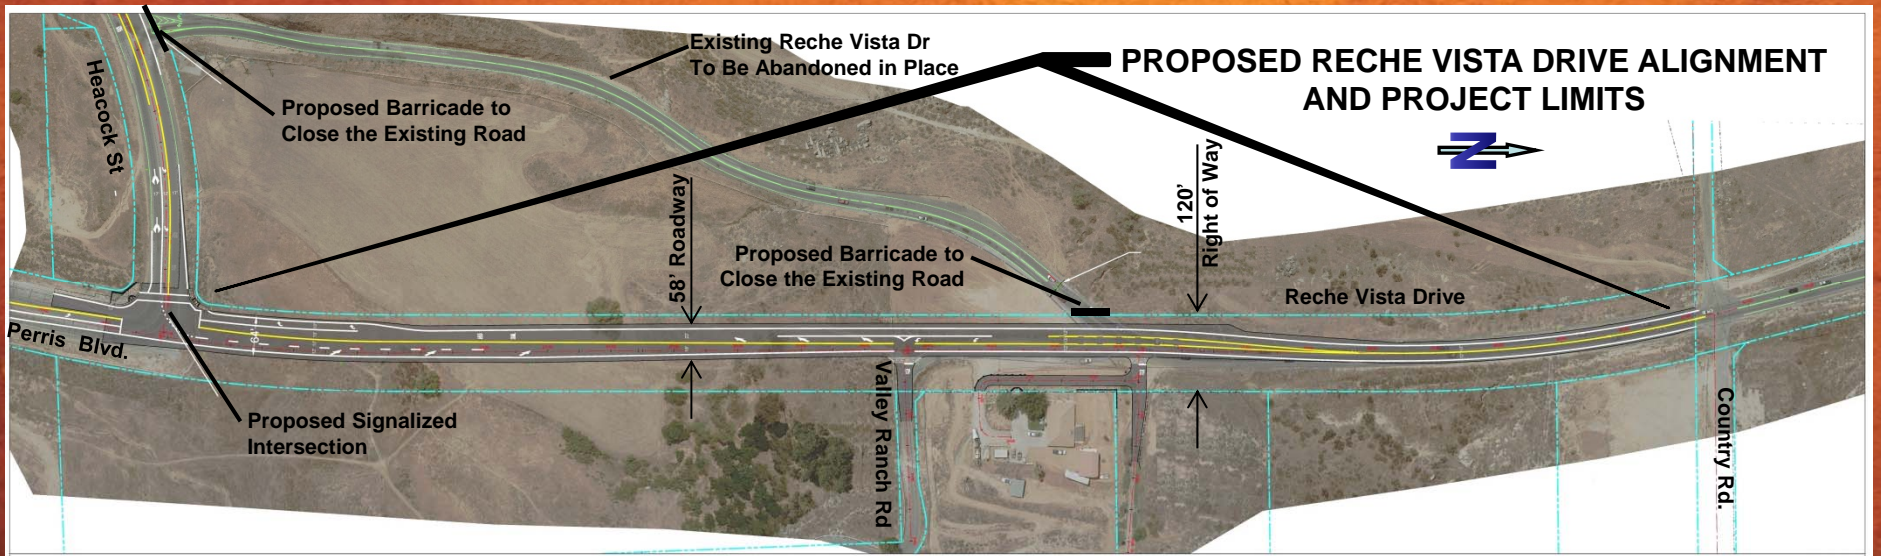 PROPOSED RECHE VISTA DRIVE ALIGNMENT
AND PROJECT LIMITS
N
Existing Reche Vista Dr
To Be Abandoned in Place
Proposed Barricade to
Close the Existing Road
Heacock St
58' Roadway
120'
Right of Way
Proposed Barricade to
Close the Existing Road
Reche Vista Drive
Perris Blvd.
64'
Proposed Signalized
Intersection
Valley Ranch Rd
Country Rd.